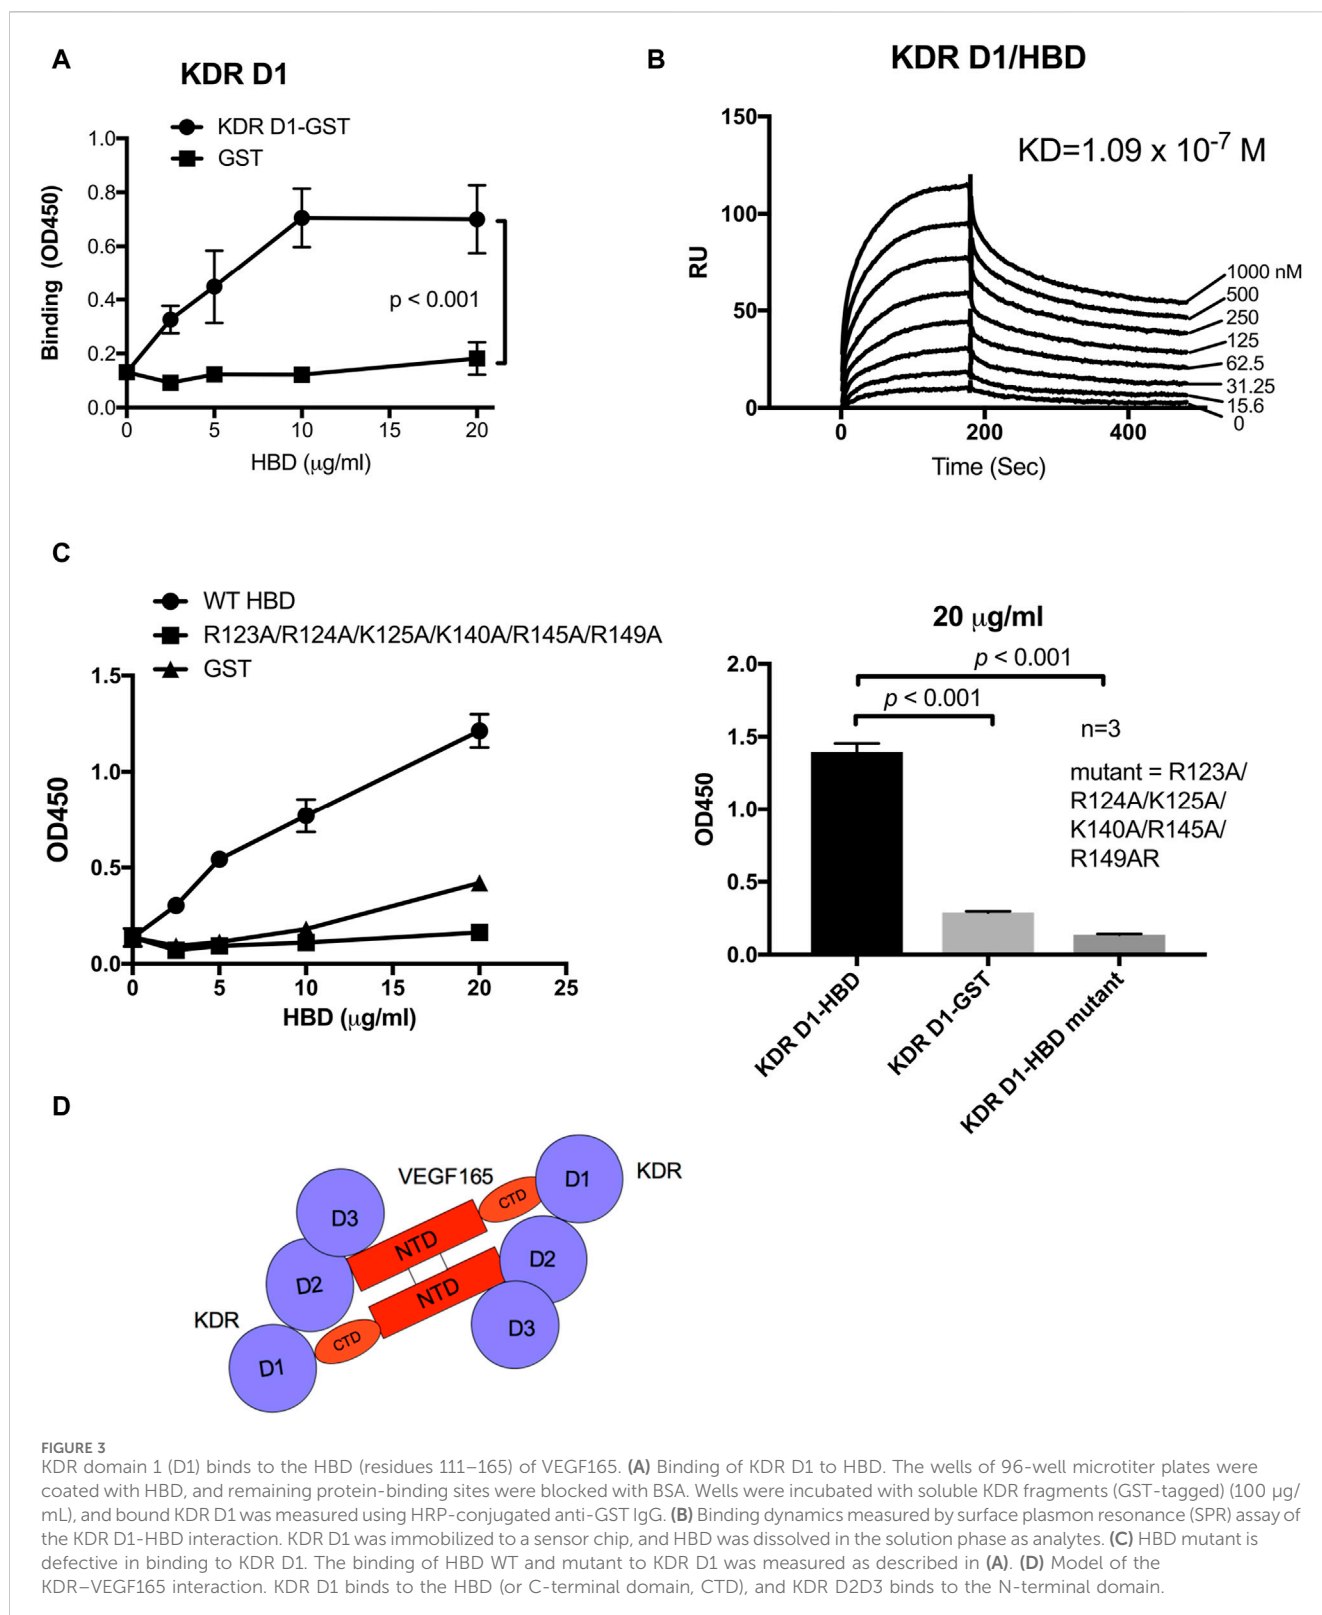 A
KDR D1
KDR D1-GST
GST
1.0
0.8
0.6
0.4
0.2
0.0
Binding (OD450)
p < 0.001
0 5 10 15 20
HBD (μg/ml)
B
KDR D1/HBD
150
100
50
0
RU
KD=1.09 x 10-7 M
1000 nM
500
250
125
62.5
31.25
15.6
0
0 200 400
Time (Sec)
C
WT HBD
R123A/R124A/K125A/K140A/R145A/R149A
GST
1.5
1.0
0.5
0.0
OD450
0 5 10 15 20 25
HBD (μg/ml)
20 μg/ml
2.0
1.5
1.0
0.5
0.0
OD450
p < 0.001
p < 0.001
n=3
mutant = R123A/
R124A/K125A/
K140A/R145A/
R149AR
KDR D1-HBD
KDR D1-GST
KDR D1-HBD mutant
D
VEGF165
CTD
D1
KDR
D3
NTD
D2
D2
NTD
KDR
CTD
D3
D1
FIGURE 3
KDR domain 1 (D1) binds to the HBD (residues 111–165) of VEGF165. (A) Binding of KDR D1 to HBD. The wells of 96-well microtiter plates were
coated with HBD, and remaining protein-binding sites were blocked with BSA. Wells were incubated with soluble KDR fragments (GST-tagged) (100 μg/
mL), and bound KDR D1 was measured using HRP-conjugated anti-GST IgG. (B) Binding dynamics measured by surface plasmon resonance (SPR) assay of
the KDR D1-HBD interaction. KDR D1 was immobilized to a sensor chip, and HBD was dissolved in the solution phase as analytes. (C) HBD mutant is
defective in binding to KDR D1. The binding of HBD WT and mutant to KDR D1 was measured as described in (A). (D) Model of the
KDR–VEGF165 interaction. KDR D1 binds to the HBD (or C-terminal domain, CTD), and KDR D2D3 binds to the N-terminal domain.